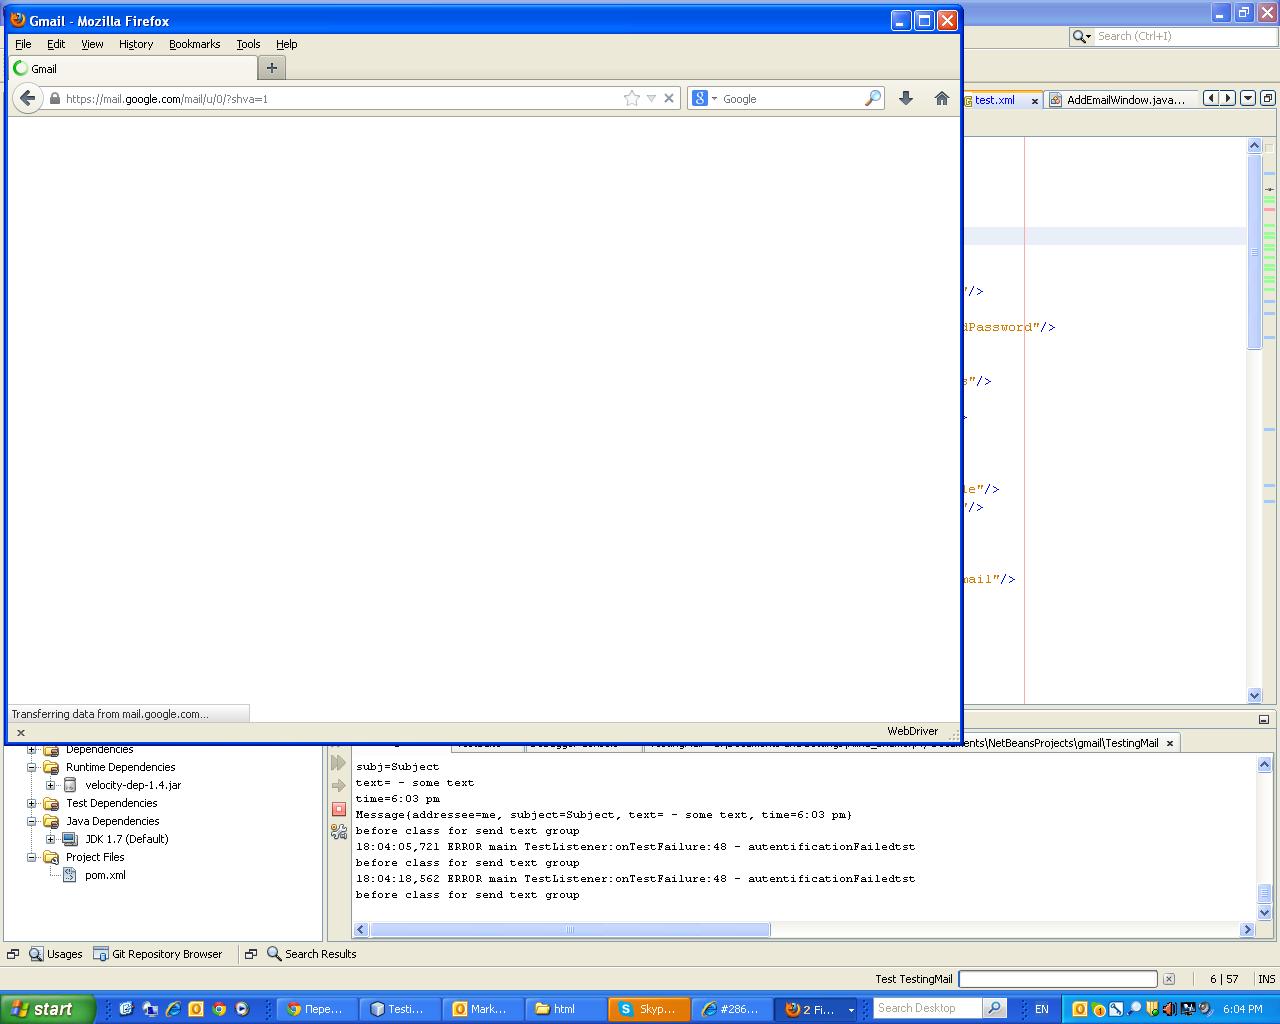 Gmail - Mozilla Firefox
File Edit View History Bookmarks Tools Help
Gmail
https://mail.google.com/mail/u/0/?shva=1
Google
Search (Ctrl+I)
test.xml
AddEmailWindow.java...
"/>
dPassword"/>
s"/>
>
le"/>
"/>
mail"/>
Transferring data from mail.google.com...
WebDriver
Dependencies
Runtime Dependencies
velocity-dep-1.4.jar
Test Dependencies
Java Dependencies
JDK 1.7 (Default)
Project Files
pom.xml
\NetBeansProjects\gmail\TestingMail
subj=Subject
text= - some text
time=6:03 pm
Message{addressee=me, subject=Subject, text= - some text, time=6:03 pm}
before class for send text group
18:04:05,721 ERROR main TestListener:onTestFailure:48 - autentificationFailedtst
before class for send text group
18:04:18,562 ERROR main TestListener:onTestFailure:48 - autentificationFailedtst
before class for send text group
Usages Git Repository Browser Search Results
Test TestingMail
6 | 57 INS
start
Пере...
Testi...
Mark...
html
Skyp...
#286...
2 Fi...
Search Desktop
EN
6:04 PM